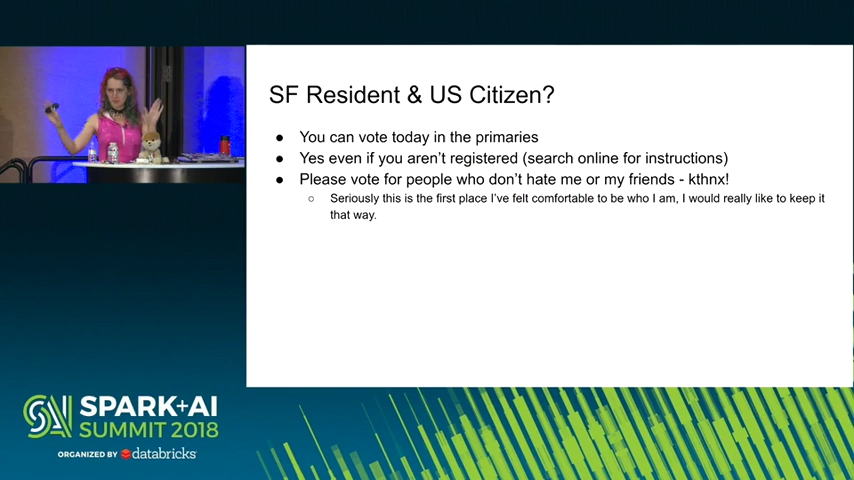 SF Resident & US Citizen?
● You can vote today in the primaries
● Yes even if you aren’t registered (search online for instructions)
● Please vote for people who don’t hate me or my friends - kthnx!
○ Seriously this is the first place I’ve felt comfortable to be who I am, I would really like to keep it
that way.
SPARK+AI
SUMMIT 2018
ORGANIZED BY databricks